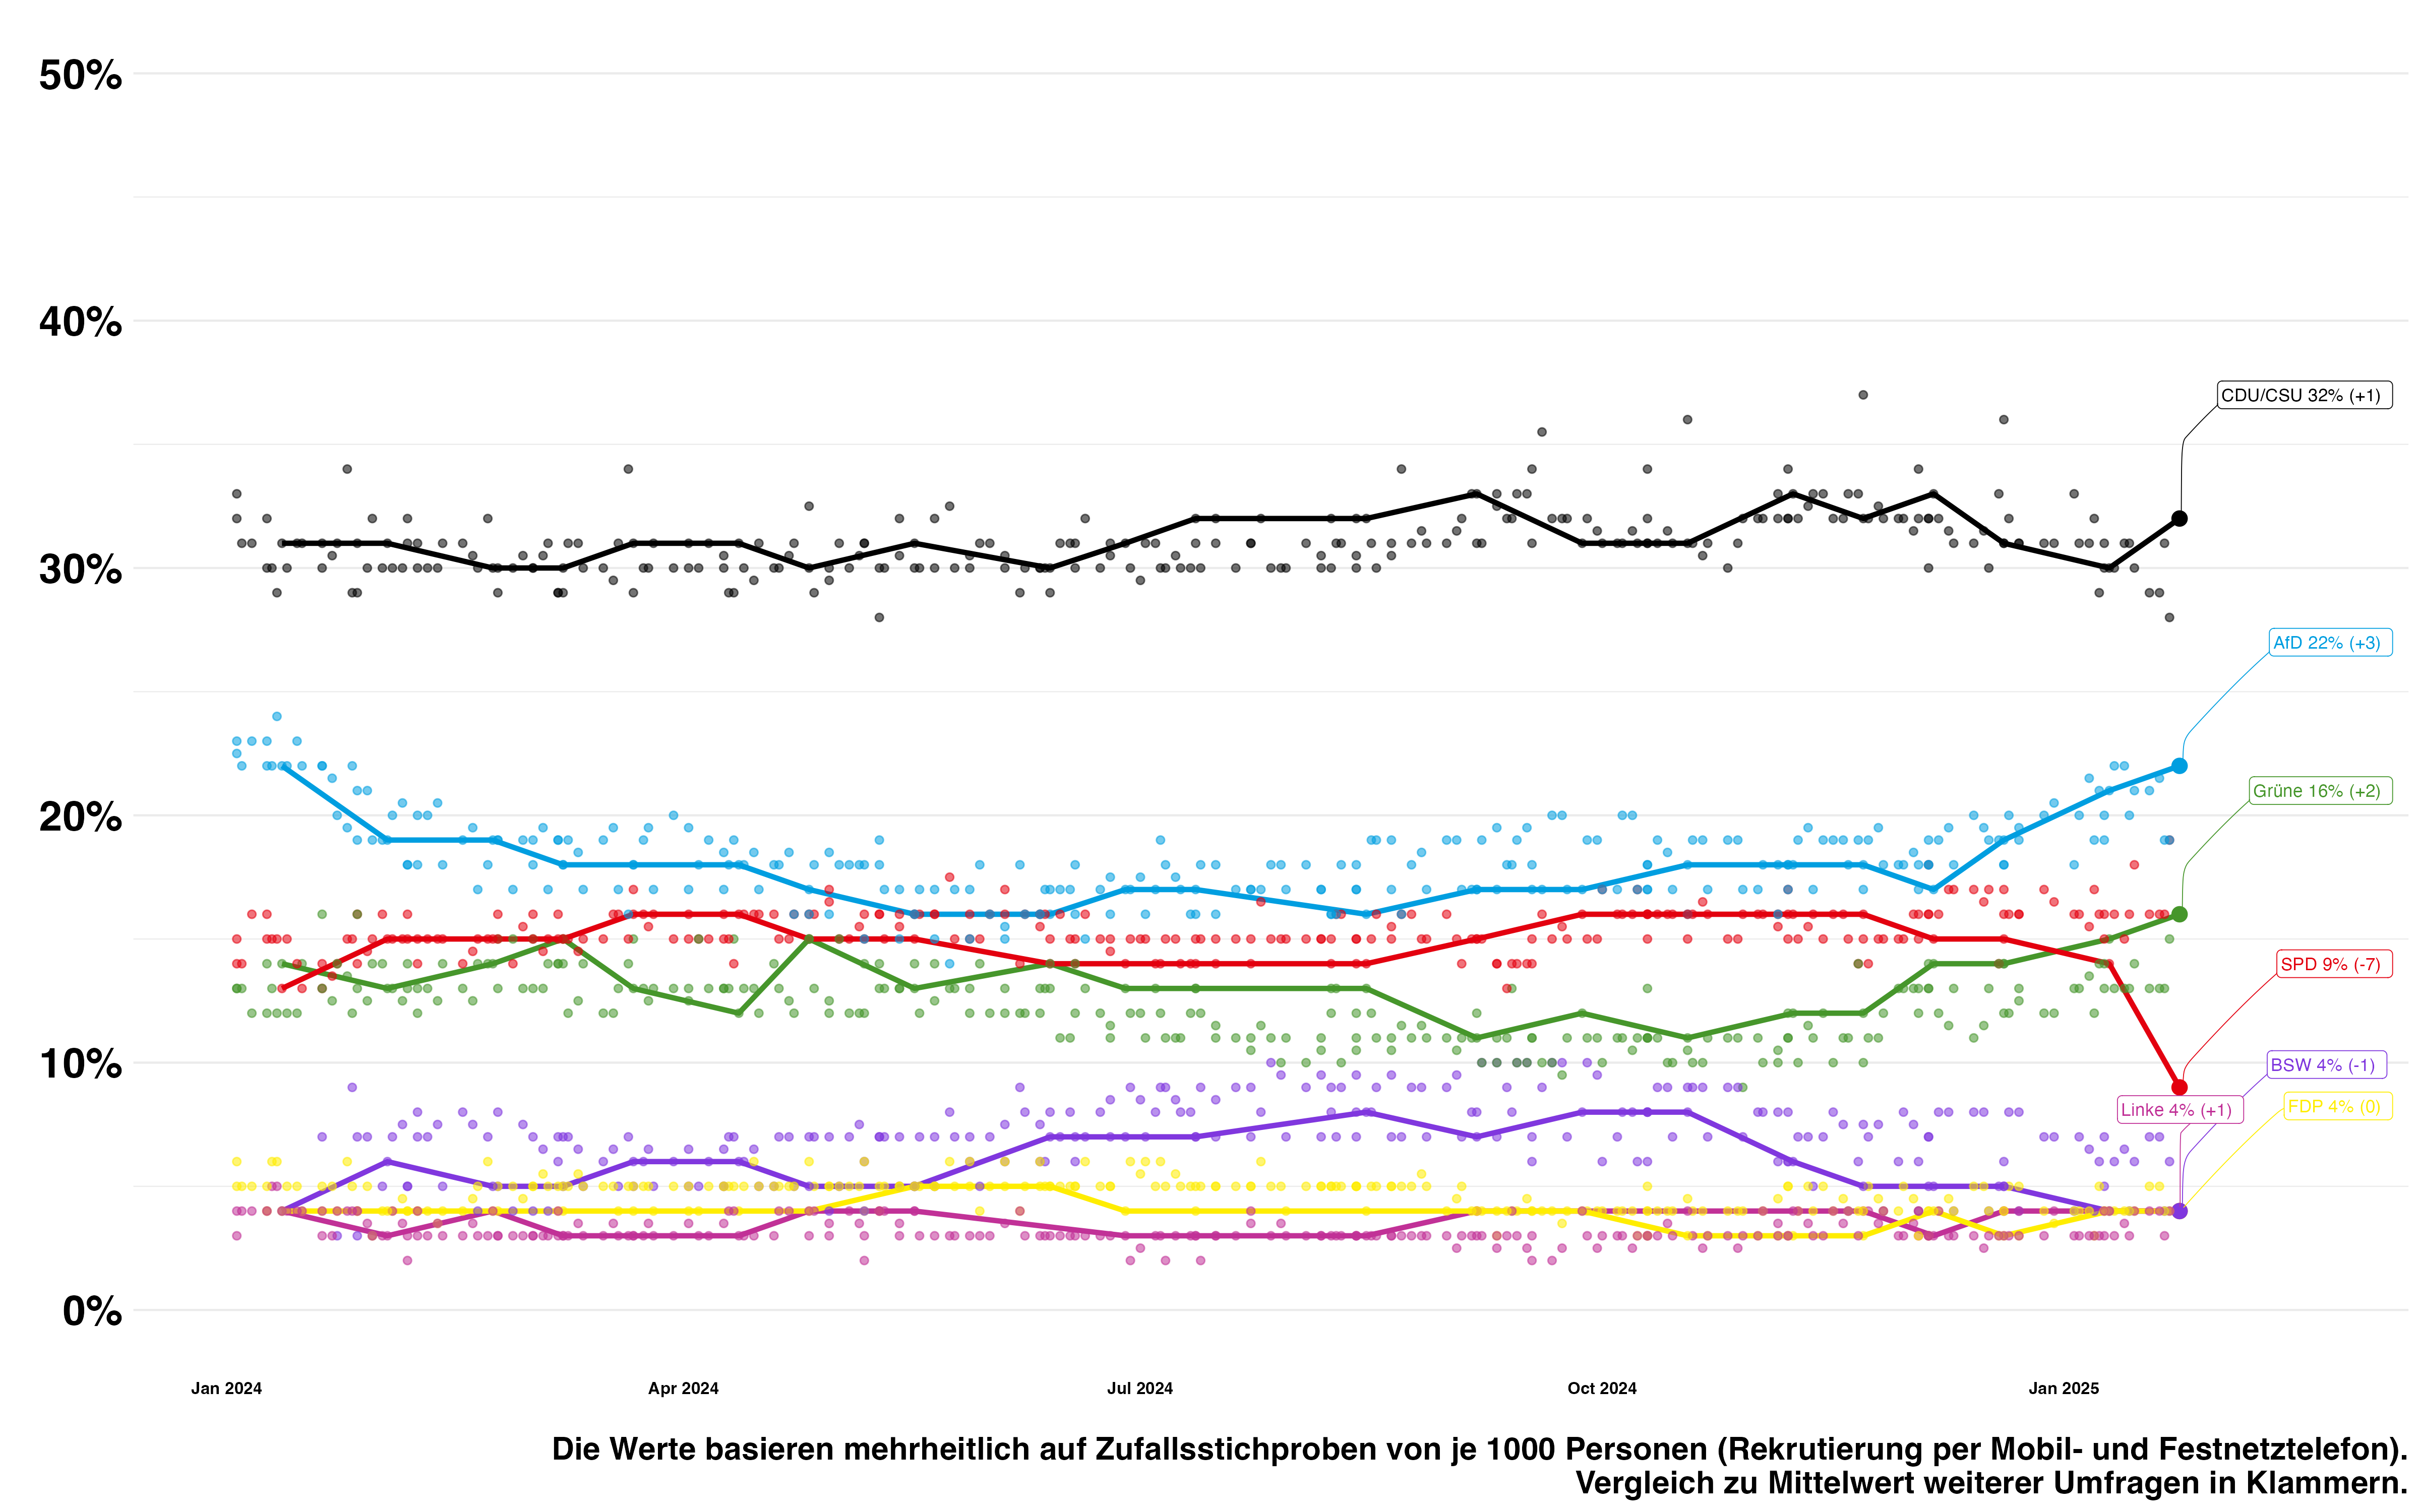 50%
40%
CDU/CSU 32% (+1)
30%
AfD 22% (+3)
20%
Grüne 16% (+2)
SPD 9% (-7)
10%
BSW 4% (-1)
Linke 4% (+1)
FDP 4% (0)
0%
Jan 2024
Apr 2024
Jul 2024
Oct 2024
Jan 2025
Die Werte basieren mehrheitlich auf Zufallsstichproben von je 1000 Personen (Rekrutierung per Mobil- und Festnetztelefon).
Vergleich zu Mittelwert weiterer Umfragen in Klammern.